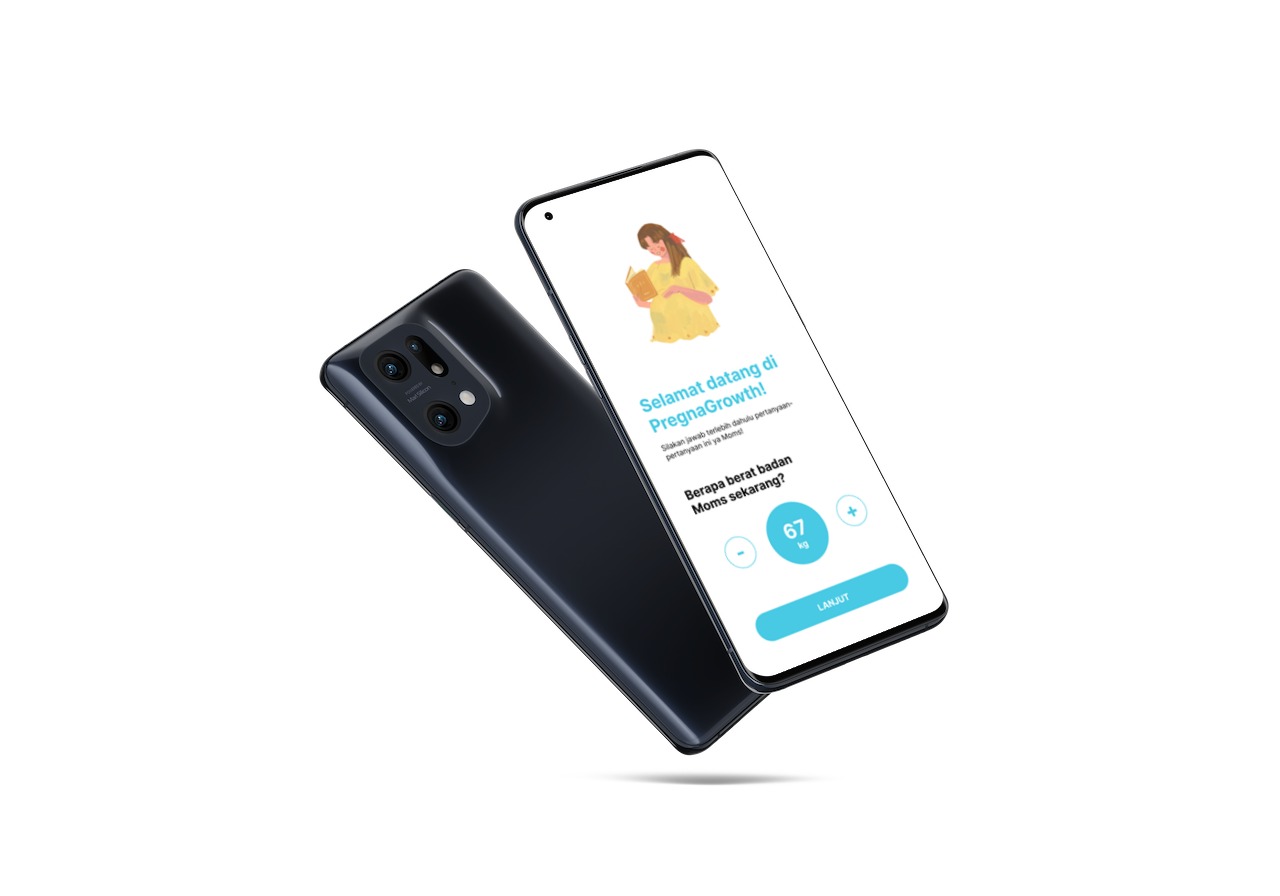 Selamat datang di
PregnaGrowth!
Silakan jawab terlebih dahulu pertanyaan-
pertanyaan ini ya Moms!
Berapa berat badan
Moms sekarang?
-
67
kg
+
LANJUT